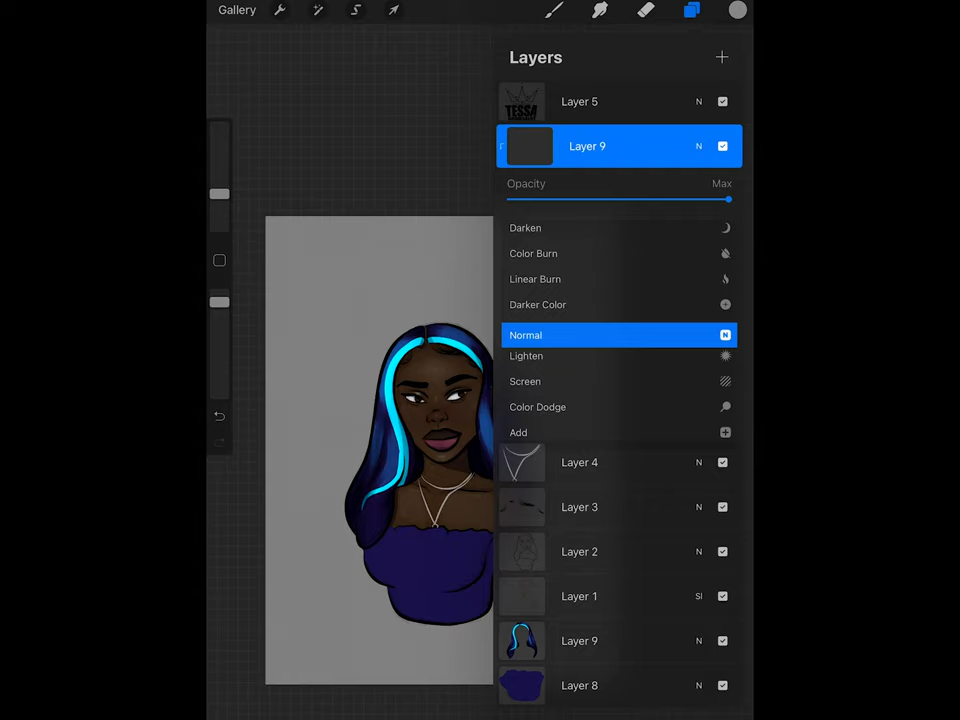 Gallery
Layers
Layer 5 N
TESSA
Layer 9 N
Opacity Max
Darken
Color Burn
Linear Burn
Darker Color
Normal N
Lighten
Screen
Color Dodge
Add
Layer 4 N
Layer 3 N
Layer 2 N
Layer 1 SI
Layer 9 N
Layer 8 N